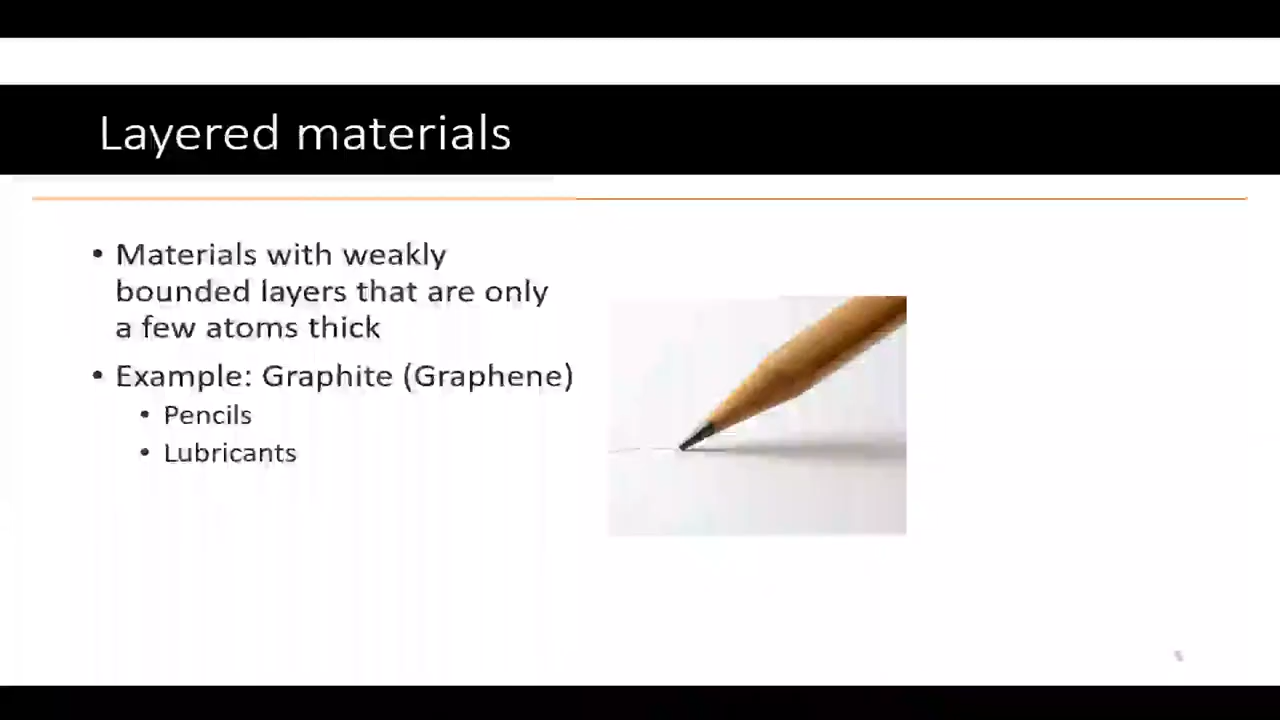 Layered materials
• Materials with weakly
bounded layers that are only
a few atoms thick
• Example: Graphite (Graphene)
• Pencils
• Lubricants